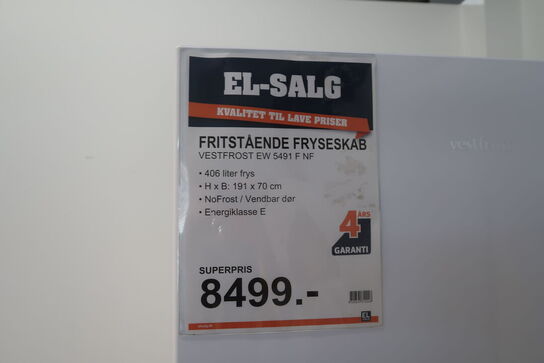 EL-SALG
KVALITET TIL LAVE PRISER
FRITSTÅENDE FRYSESKAB
VESTFROST EW 5491 F NF
• 406 liter frys
• H x B: 191 x 70 cm
• NoFrost / Vendbar dør
• Energiklasse E
4 ÅRS
GARANTI
SUPERPRIS
8499.-
EL